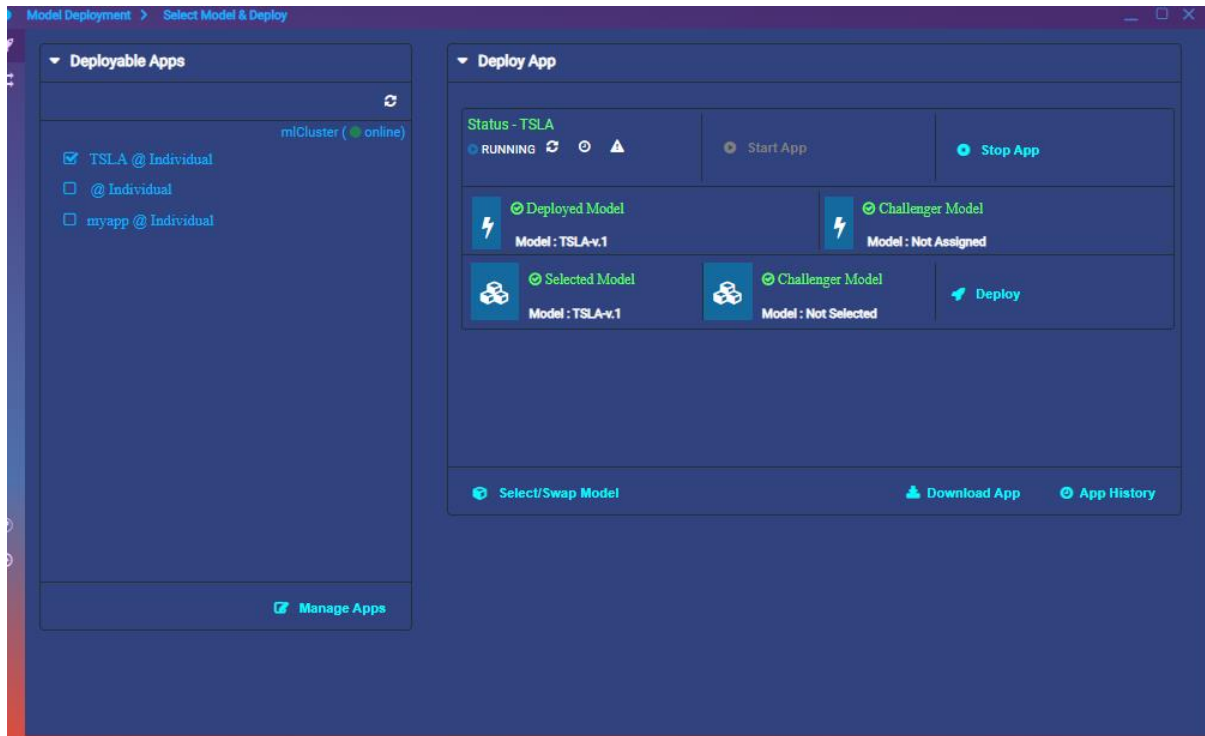 Model Deployment > Select Model & Deploy
Deployable Apps
mlCluster ( online)
TSLA @ Individual
@ Individual
myapp @ Individual
Manage Apps
Deploy App
Status - TSLA
RUNNING
Start App
Stop App
Deployed Model
Model : TSLA-v.1
Challenger Model
Model : Not Assigned
Selected Model
Model : TSLA-v.1
Challenger Model
Model : Not Selected
Deploy
Select/Swap Model
Download App
App History